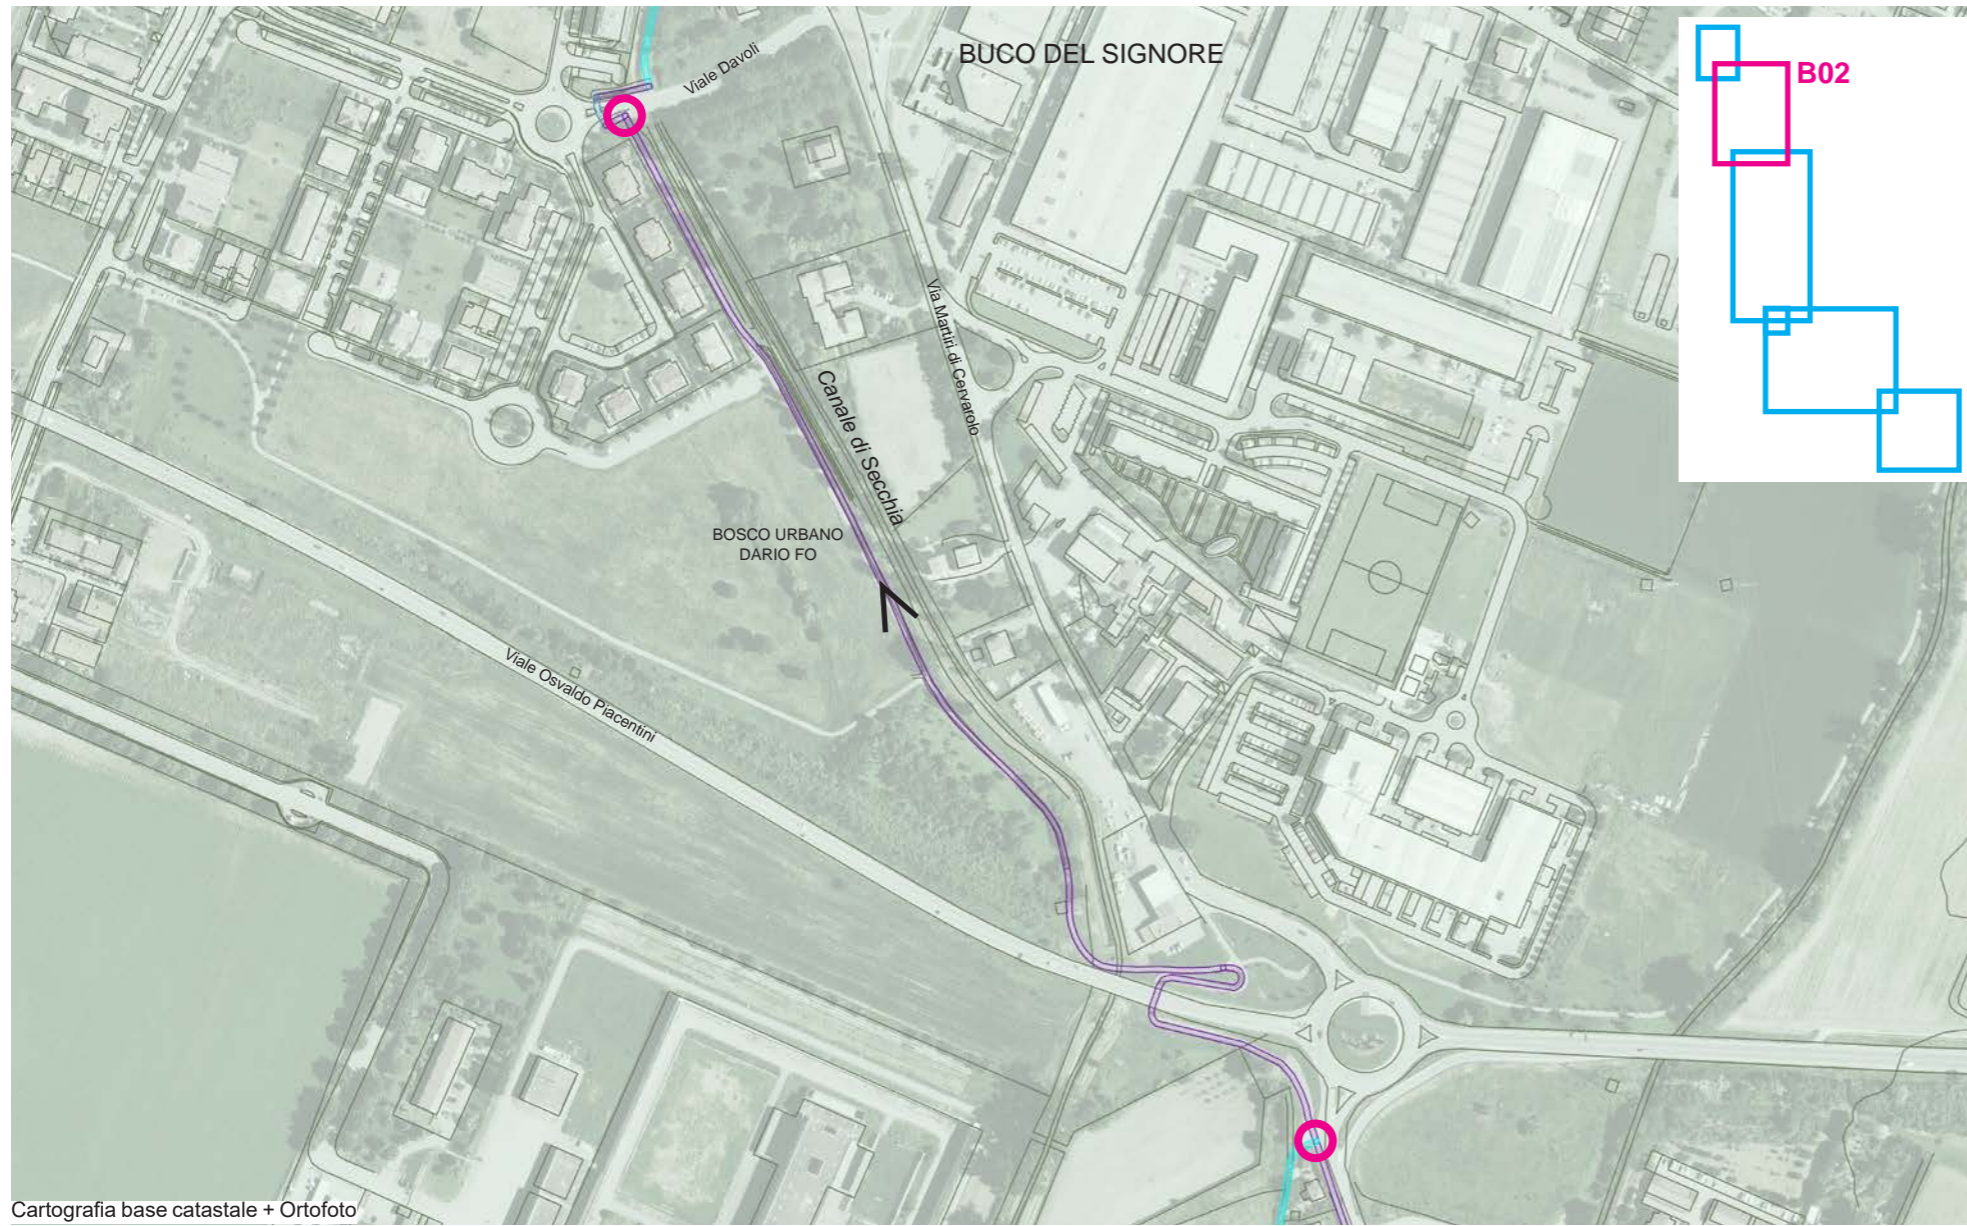 BUCO DEL SIGNORE
Viale Davoli
B02
Via Martiri di Cervarolo
Canale di Secchia
BOSCO URBANO
DARIO FO
Viale Osvaldo Piacentini
Cartografia base catastale + Ortofoto